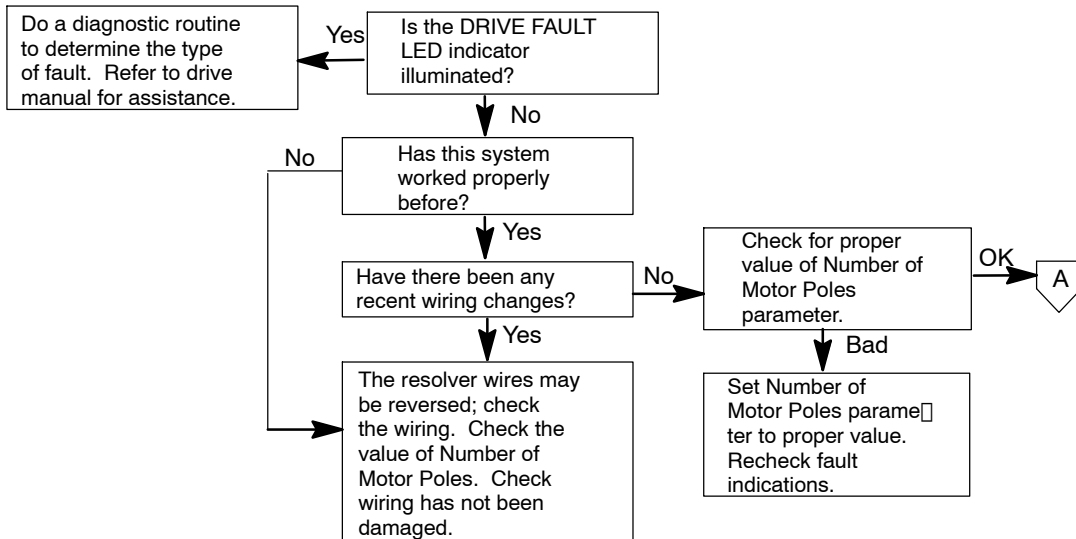 Do a diagnostic routine
to determine the type
of fault. Refer to drive
manual for assistance.
Yes
Is the DRIVE FAULT
LED indicator
illuminated?
No
No
Has this system
worked properly
before?
Yes
Have there been any
recent wiring changes?
No
Check for proper
value of Number of
Motor Poles
parameter.
OK
A
Yes
Bad
The resolver wires may
be reversed; check
the wiring. Check the
value of Number of
Motor Poles. Check
wiring has not been
damaged.
Set Number of
Motor Poles parame▯
ter to proper value.
Recheck fault
indications.